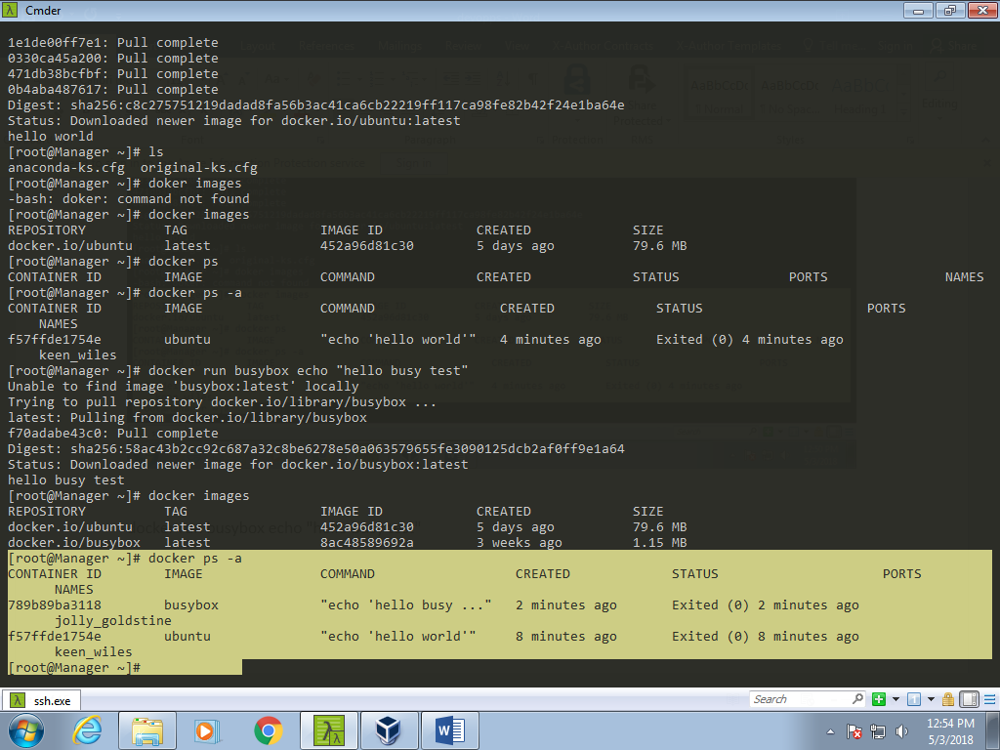 Cmder
1e1de00ff7e1: Pull complete
0330ca45a200: Pull complete
471db38bcfbf: Pull complete
0b4aba487617: Pull complete
Digest: sha256:c8c275751219dadad8fa56b3ac41ca6cb22219ff117ca98fe82b42f24e1ba64e
Status: Downloaded newer image for docker.io/ubuntu:latest
hello world
[root@Manager ~]# ls
anaconda-ks.cfg  original-ks.cfg
[root@Manager ~]# doker images
-bash: doker: command not found
[root@Manager ~]# docker images
REPOSITORY          TAG                 IMAGE ID            CREATED             SIZE
docker.io/ubuntu    latest              452a96d81c30        5 days ago          79.6 MB
[root@Manager ~]# docker ps
CONTAINER ID        IMAGE               COMMAND             CREATED             STATUS              PORTS               NAMES
[root@Manager ~]# docker ps -a
CONTAINER ID        IMAGE               COMMAND                CREATED             STATUS                     PORTS
    NAMES
f57ffde1754e        ubuntu              "echo 'hello world'"   4 minutes ago       Exited (0) 4 minutes ago
    keen_wiles
[root@Manager ~]# docker run busybox echo "hello busy test"
Unable to find image 'busybox:latest' locally
Trying to pull repository docker.io/library/busybox ...
latest: Pulling from docker.io/library/busybox
f70adabe43c0: Pull complete
Digest: sha256:58ac43b2cc92c687a32c8be6278e50a063579655fe3090125dcb2af0ff9e1a64
Status: Downloaded newer image for docker.io/busybox:latest
hello busy test
[root@Manager ~]# docker images
REPOSITORY          TAG                 IMAGE ID            CREATED             SIZE
docker.io/ubuntu    latest              452a96d81c30        5 days ago          79.6 MB
docker.io/busybox   latest              8ac48589692a        3 weeks ago         1.15 MB
[root@Manager ~]# docker ps -a
CONTAINER ID        IMAGE               COMMAND                  CREATED             STATUS                     PORTS
      NAMES
789b89ba3118        busybox             "echo 'hello busy ..."   2 minutes ago       Exited (0) 2 minutes ago
      jolly_goldstine
f57ffde1754e        ubuntu              "echo 'hello world'"     8 minutes ago       Exited (0) 8 minutes ago
      keen_wiles
[root@Manager ~]#
ssh.exe
Search
12:54 PM
5/3/2018